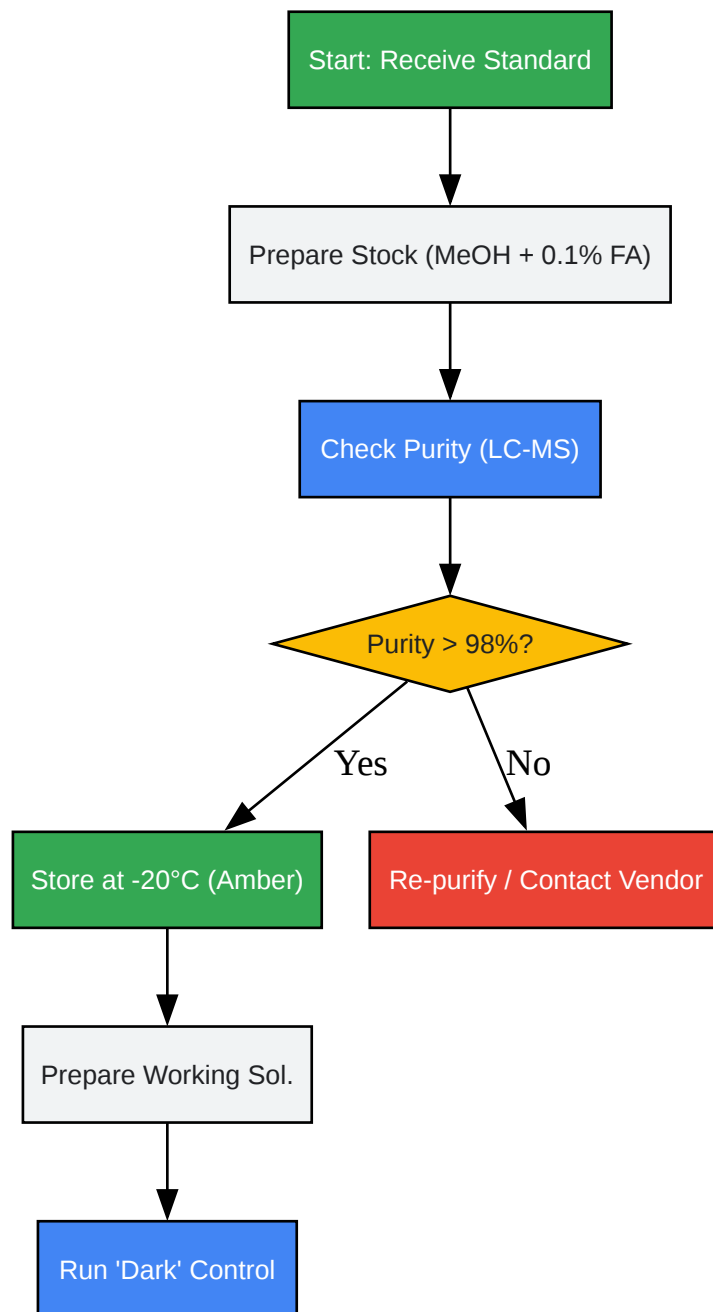 Start: Receive Standard
Prepare Stock (MeOH + 0.1% FA)
Check Purity (LC-MS)
Purity > 98%?
Yes
No
Store at -20°C (Amber)
Re-purify / Contact Vendor
Prepare Working Sol.
Run 'Dark' Control